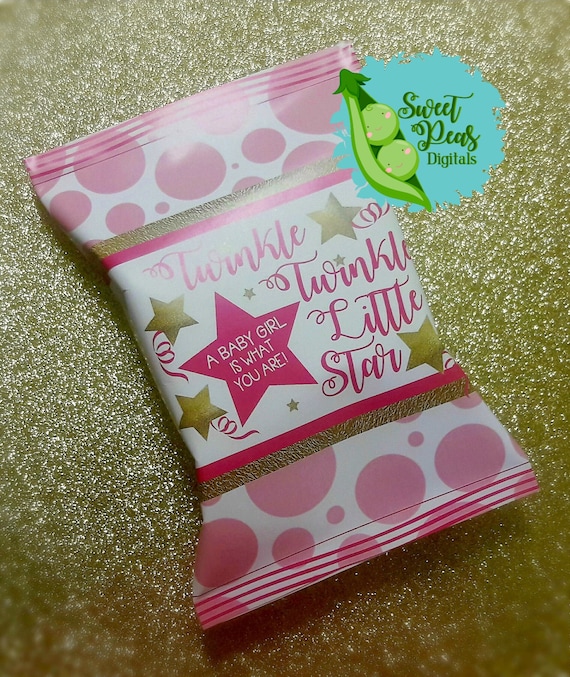 Sweet
Peas
Digitals
Twinkle
Twinkle
Little
Star
A BABY GIRL
IS WHAT
YOU ARE!